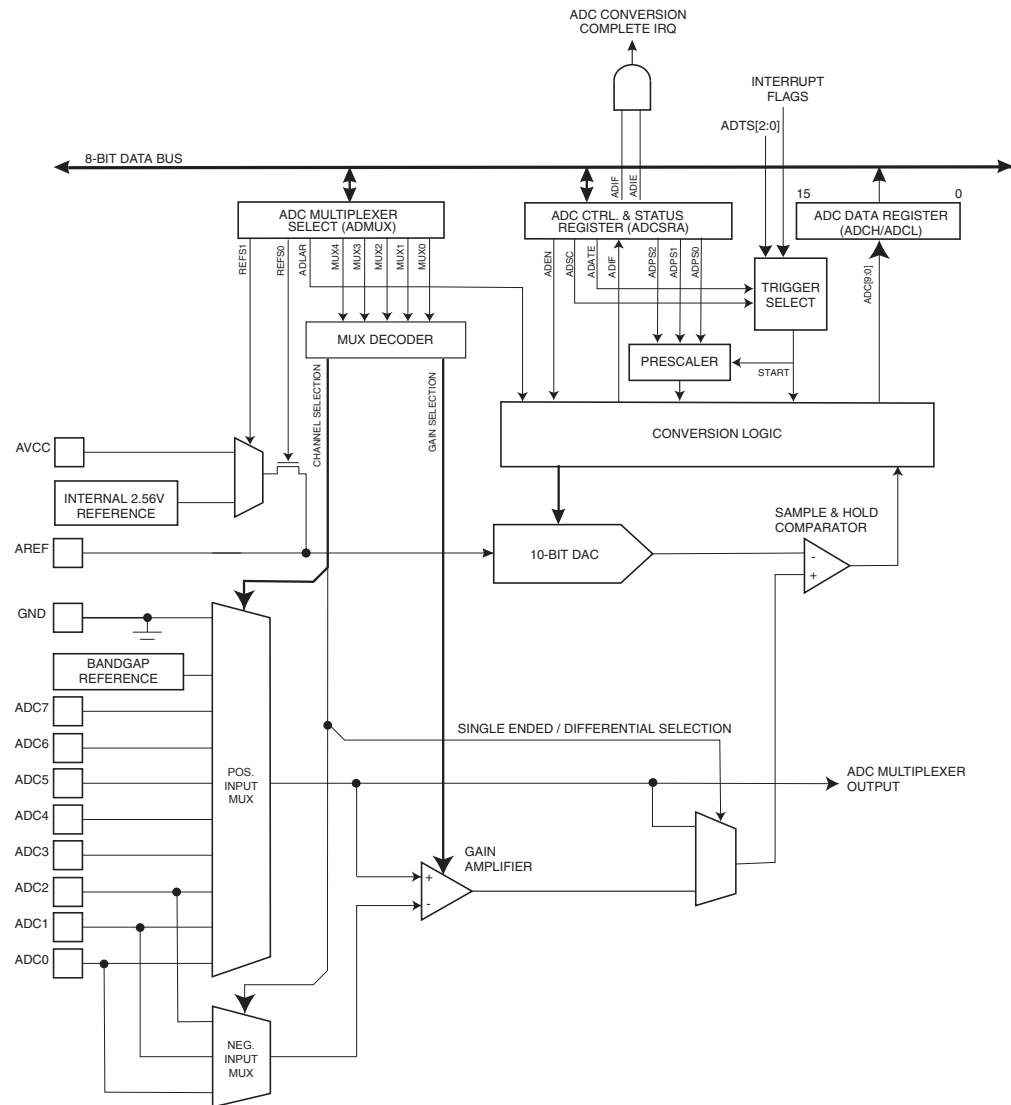 ADC CONVERSION
COMPLETE IRQ
INTERRUPT
FLAGS
ADTS[2:0]
8-BIT DATA BUS
ADIF
ADIE
15
0
ADC MULTIPLEXER
SELECT (ADMUX)
ADC CTRL. & STATUS
REGISTER (ADCSRA)
ADC DATA REGISTER
(ADCH/ADCL)
REFS1
REFS0
ADLAR
MUX4
MUX3
MUX2
MUX1
MUX0
ADEN
ADSC
ADATE
ADIF
ADPS2
ADPS1
ADPS0
ADC[9:0]
TRIGGER
SELECT
MUX DECODER
PRESCALER
START
CHANNEL SELECTION
GAIN SELECTION
CONVERSION LOGIC
AVCC
INTERNAL 2.56V
REFERENCE
SAMPLE & HOLD
COMPARATOR
AREF
10-BIT DAC
-
+
GND
BANDGAP
REFERENCE
ADC7
SINGLE ENDED / DIFFERENTIAL SELECTION
ADC6
ADC5
POS.
INPUT
MUX
ADC MULTIPLEXER
OUTPUT
ADC4
ADC3
GAIN
AMPLIFIER
+
-
ADC2
ADC1
ADC0
NEG.
INPUT
MUX